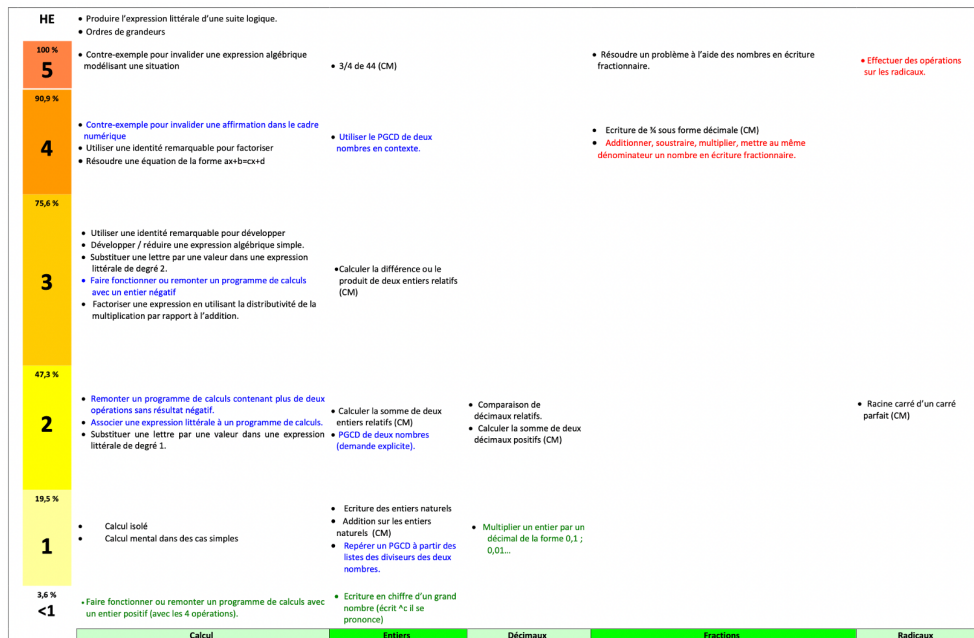 HE
• Produire l'expression littérale d'une suite logique.
• Ordres de grandeurs
100 %
5
• Contre-exemple pour invalider une expression algébrique
modélisant une situation
• 3/4 de 44 (CM)
• Résoudre un problème à l'aide des nombres en écriture
fractionnaire.
• Effectuer des opérations
sur les radicaux.
90,9 %
4
• Contre-exemple pour invalider une affirmation dans le cadre
numérique
• Utiliser une identité remarquable pour factoriser
• Résoudre une équation de la forme ax+b=cx+d
• Utiliser le PGCD de deux
nombres en contexte.
• Ecriture de ¾ sous forme décimale (CM)
• Additionner, soustraire, multiplier, mettre au même
dénominateur un nombre en écriture fractionnaire.
75,6 %
3
• Utiliser une identité remarquable pour développer
• Développer / réduire une expression algébrique simple.
• Substituer une lettre par une valeur dans une expression
littérale de degré 2.
• Faire fonctionner ou remonter un programme de calculs
avec un entier négatif
• Factoriser une expression en utilisant la distributivité de la
multiplication par rapport à l'addition.
•Calculer la différence ou le
produit de deux entiers relatifs
(CM)
47,3 %
2
• Remonter un programme de calculs contenant plus de deux
opérations sans résultat négatif.
• Associer une expression littérale à un programme de calculs.
• Substituer une lettre par une valeur dans une expression
littérale de degré 1.
• Calculer la somme de deux
entiers relatifs (CM)
• PGCD de deux nombres
(demande explicite).
• Comparaison de
décimaux relatifs.
• Calculer la somme de deux
décimaux positifs (CM)
• Racine carré d'un carré
parfait (CM)
19,5 %
1
• Calcul isolé
• Calcul mental dans des cas simples
• Ecriture des entiers naturels
• Addition sur les entiers
naturels (CM)
• Repérer un PGCD à partir des
listes des diviseurs des deux
nombres.
• Multiplier un entier par un
décimal de la forme 0,1 ;
0,01...
3,6 %
<1
• Faire fonctionner ou remonter un programme de calculs avec
un entier positif (avec les 4 opérations).
• Ecriture en chiffre d'un grand
nombre (écrit ^c il se
prononce)
Calcul
Entiers
Décimaux
Fractions
Radicaux